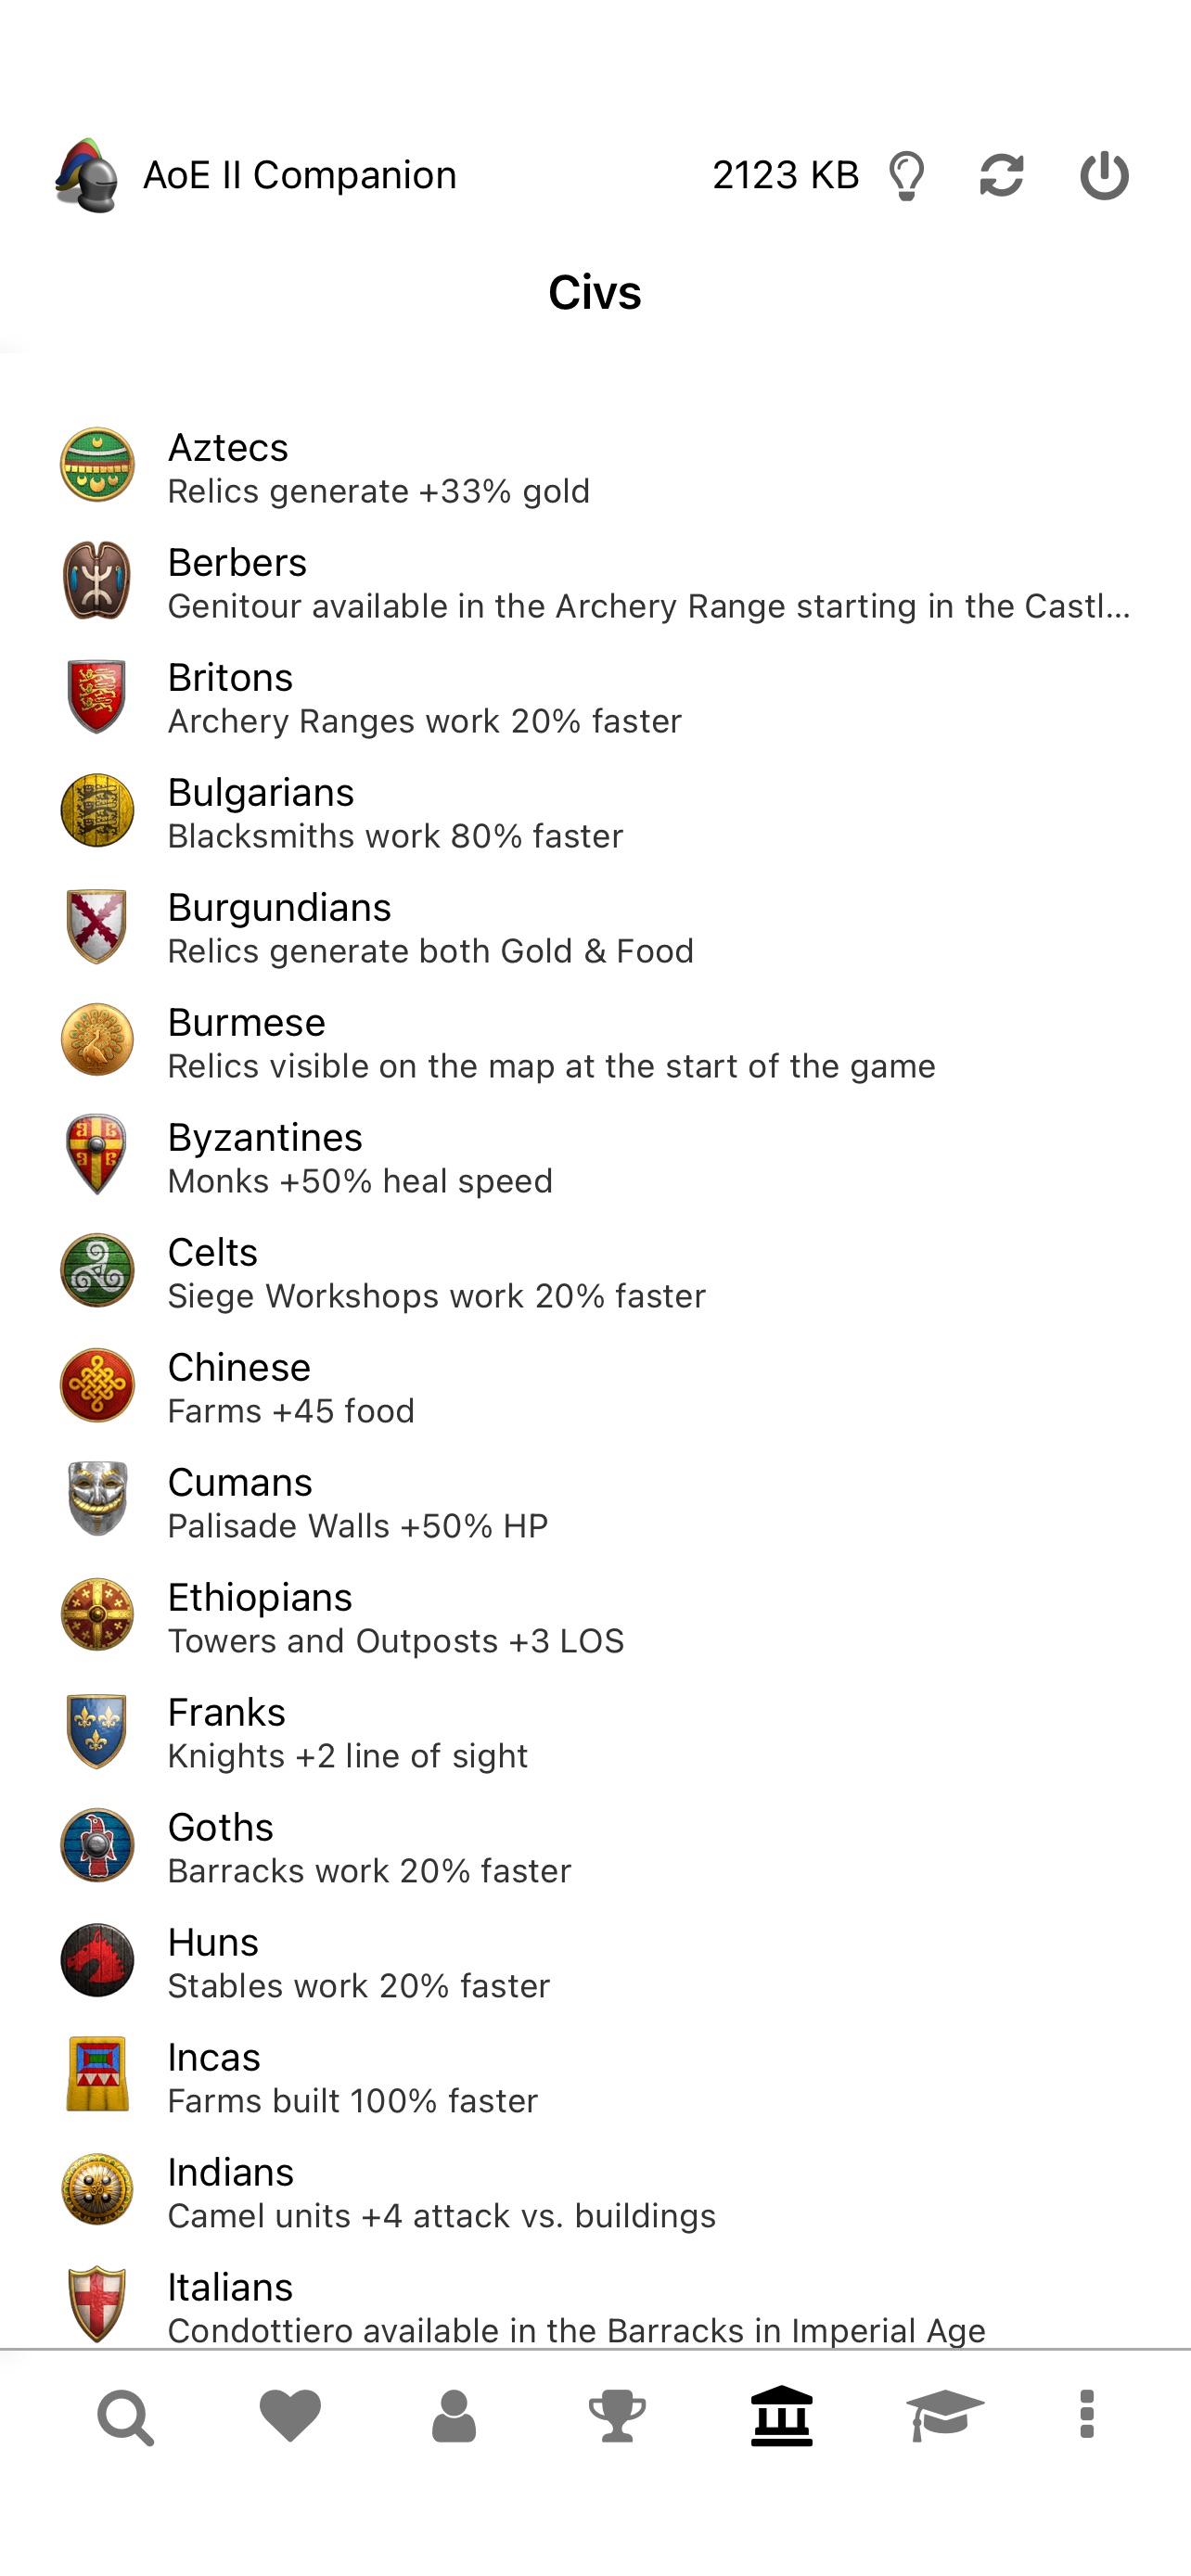 AoE II Companion
2123 KB
Civs
Aztecs
Relics generate +33% gold
Berbers
Genitour available in the Archery Range starting in the Castl...
Britons
Archery Ranges work 20% faster
Bulgarians
Blacksmiths work 80% faster
Burgundians
Relics generate both Gold & Food
Burmese
Relics visible on the map at the start of the game
Byzantines
Monks +50% heal speed
Celts
Siege Workshops work 20% faster
Chinese
Farms +45 food
Cumans
Palisade Walls +50% HP
Ethiopians
Towers and Outposts +3 LOS
Franks
Knights +2 line of sight
Goths
Barracks work 20% faster
Huns
Stables work 20% faster
Incas
Farms built 100% faster
Indians
Camel units +4 attack vs. buildings
Italians
Condottiero available in the Barracks in Imperial Age